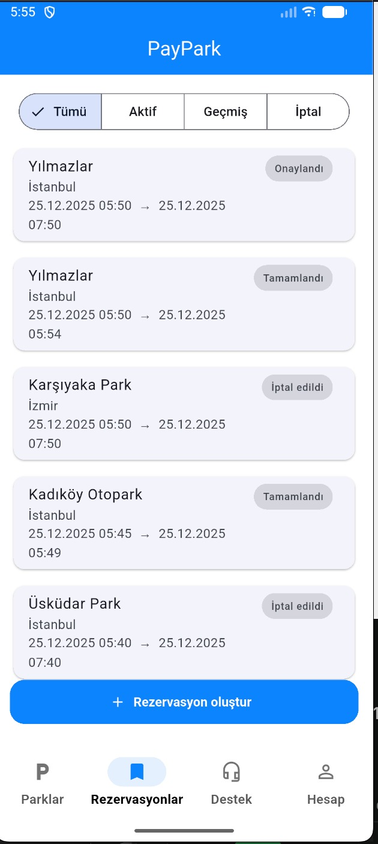 5:55
PayPark
Tümü
Aktif
Geçmiş
İptal
Yılmazlar
Onaylandı
İstanbul
25.12.2025 05:50 → 25.12.2025
07:50
Yılmazlar
Tamamlandı
İstanbul
25.12.2025 05:50 → 25.12.2025
05:54
Karşıyaka Park
İptal edildi
İzmir
25.12.2025 05:50 → 25.12.2025
07:50
Kadıköy Otopark
Tamamlandı
İstanbul
25.12.2025 05:45 → 25.12.2025
05:49
Üsküdar Park
İptal edildi
İstanbul
25.12.2025 05:40 → 25.12.2025
07:40
+ Rezervasyon oluştur
Parklar
Rezervasyonlar
Destek
Hesap